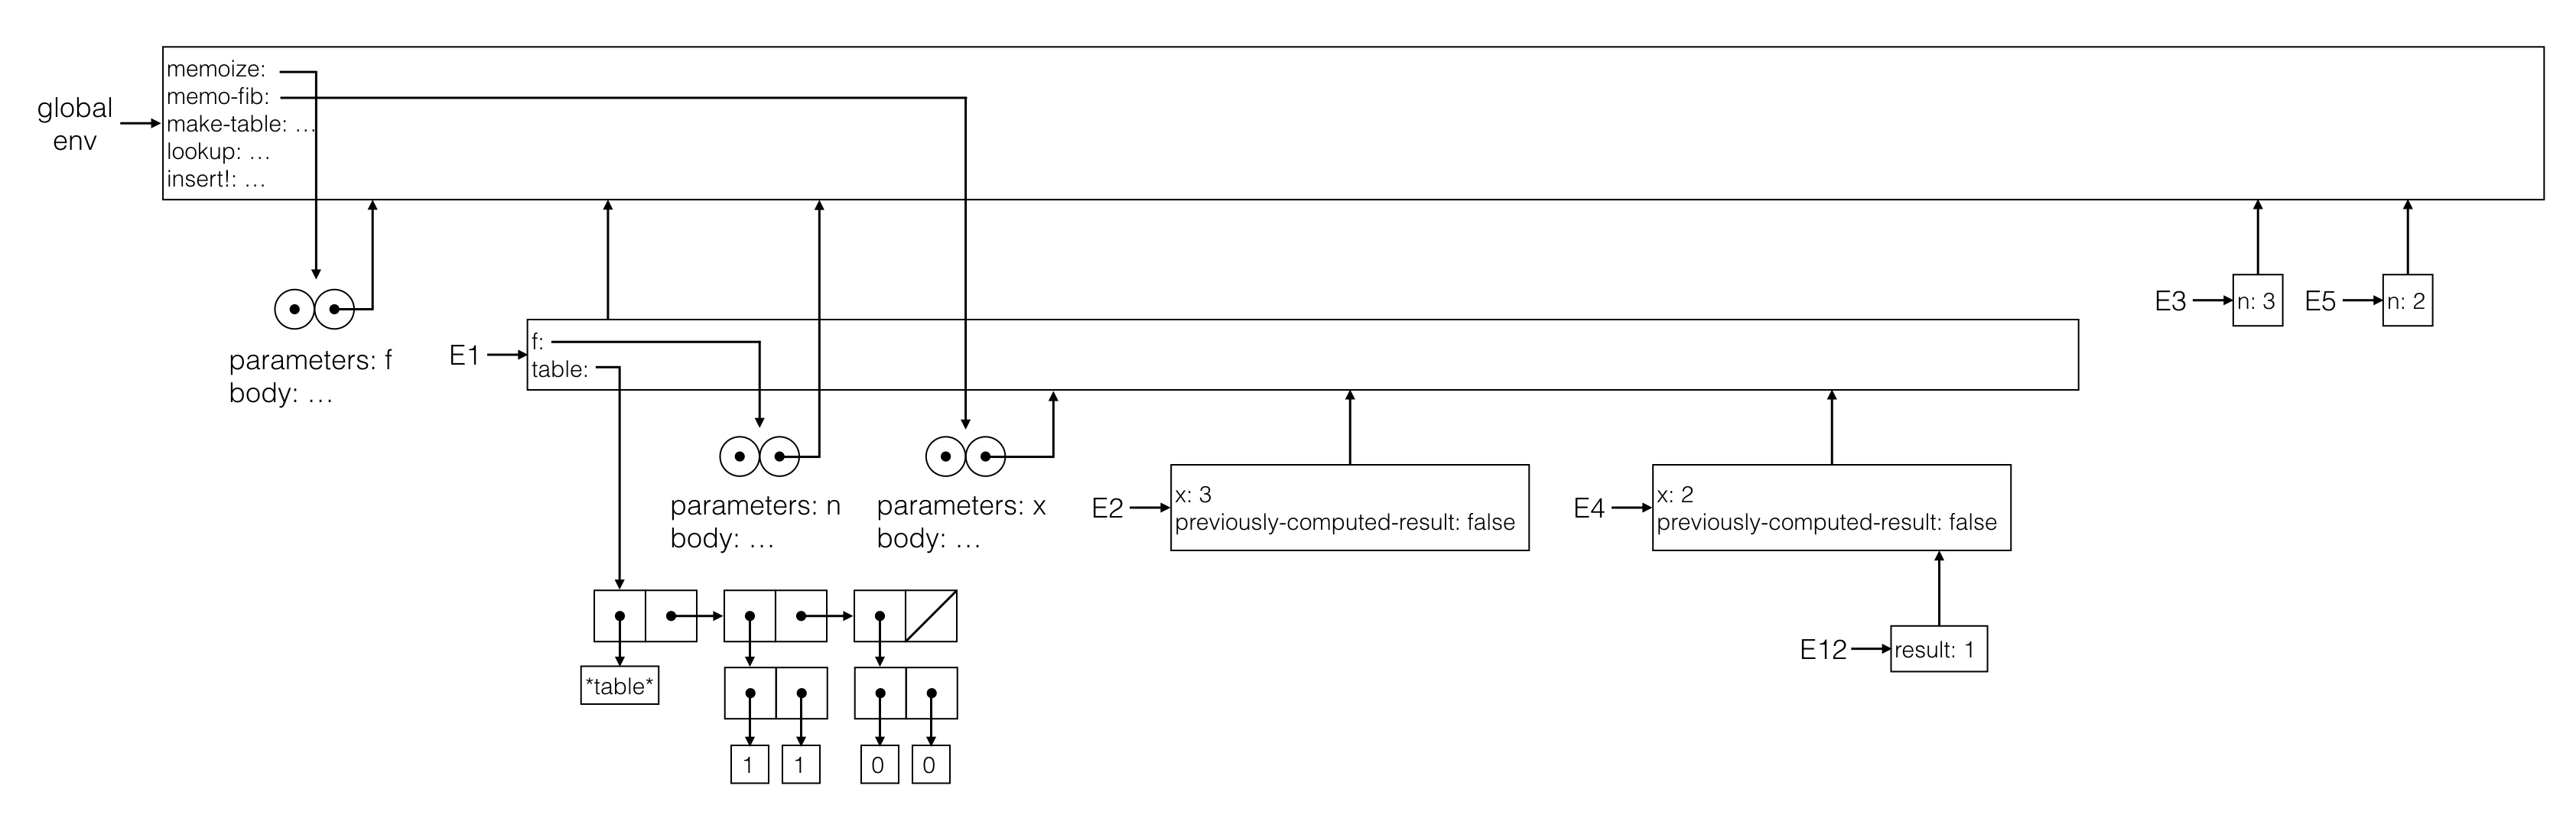 memoize:
memo-fib:
make-table: …
lookup: …
insert!: …
global
env
E3
n: 3
E5
n: 2
parameters: f
body: …
E1
f:
table:
parameters: n
body: …
parameters: x
body: …
E2
x: 3
previously-computed-result: false
E4
x: 2
previously-computed-result: false
E12
result: 1
*table*
1
1
0
0